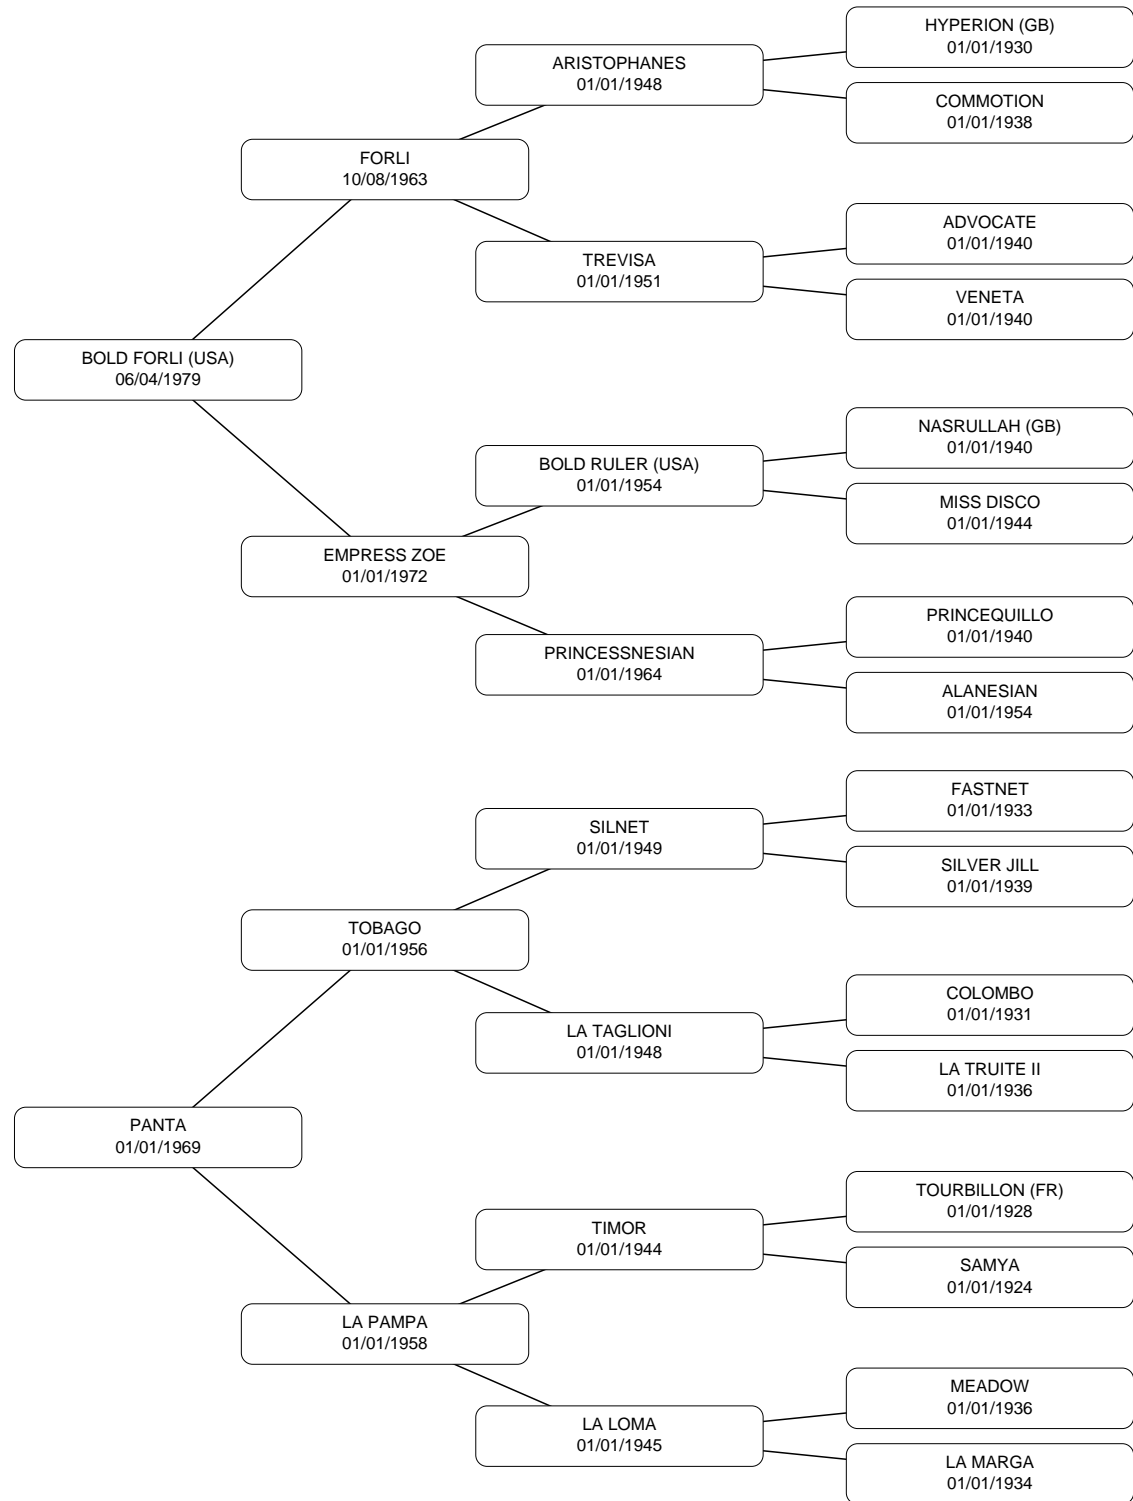 HYPERION (GB)
01/01/1930
ARISTOPHANES
01/01/1948
COMMOTION
01/01/1938
FORLI
10/08/1963
ADVOCATE
01/01/1940
TREVISA
01/01/1951
VENETA
01/01/1940
BOLD FORLI (USA)
06/04/1979
NASRULLAH (GB)
01/01/1940
BOLD RULER (USA)
01/01/1954
MISS DISCO
01/01/1944
EMPRESS ZOE
01/01/1972
PRINCEQUILLO
01/01/1940
PRINCESSNESIAN
01/01/1964
ALANESIAN
01/01/1954
FASTNET
01/01/1933
SILNET
01/01/1949
SILVER JILL
01/01/1939
TOBAGO
01/01/1956
COLOMBO
01/01/1931
LA TAGLIONI
01/01/1948
LA TRUITE II
01/01/1936
PANTA
01/01/1969
TOURBILLON (FR)
01/01/1928
TIMOR
01/01/1944
SAMYA
01/01/1924
LA PAMPA
01/01/1958
MEADOW
01/01/1936
LA LOMA
01/01/1945
LA MARGA
01/01/1934